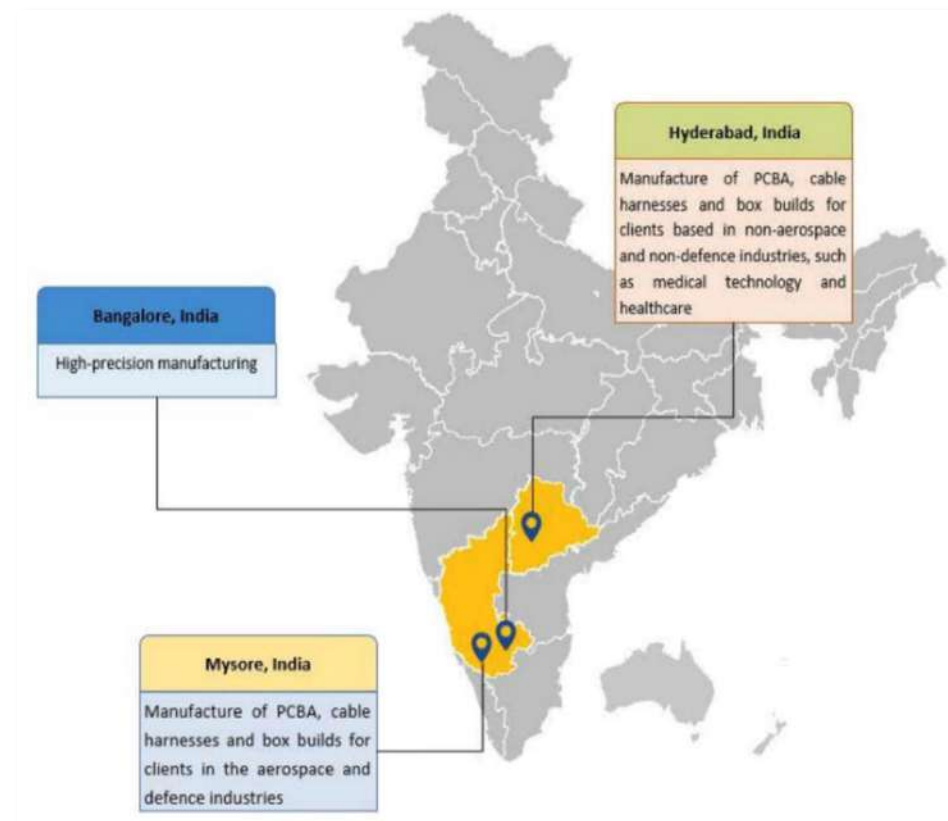 Hyderabad, India
Manufacture of PCBA, cable
harnesses and box builds for
clients based in non-aerospace
and non-defence industries, such
as medical technology and
healthcare
Bangalore, India
High-precision manufacturing
Mysore, India
Manufacture of PCBA, cable
harnesses and box builds for
clients in the aerospace and
defence industries